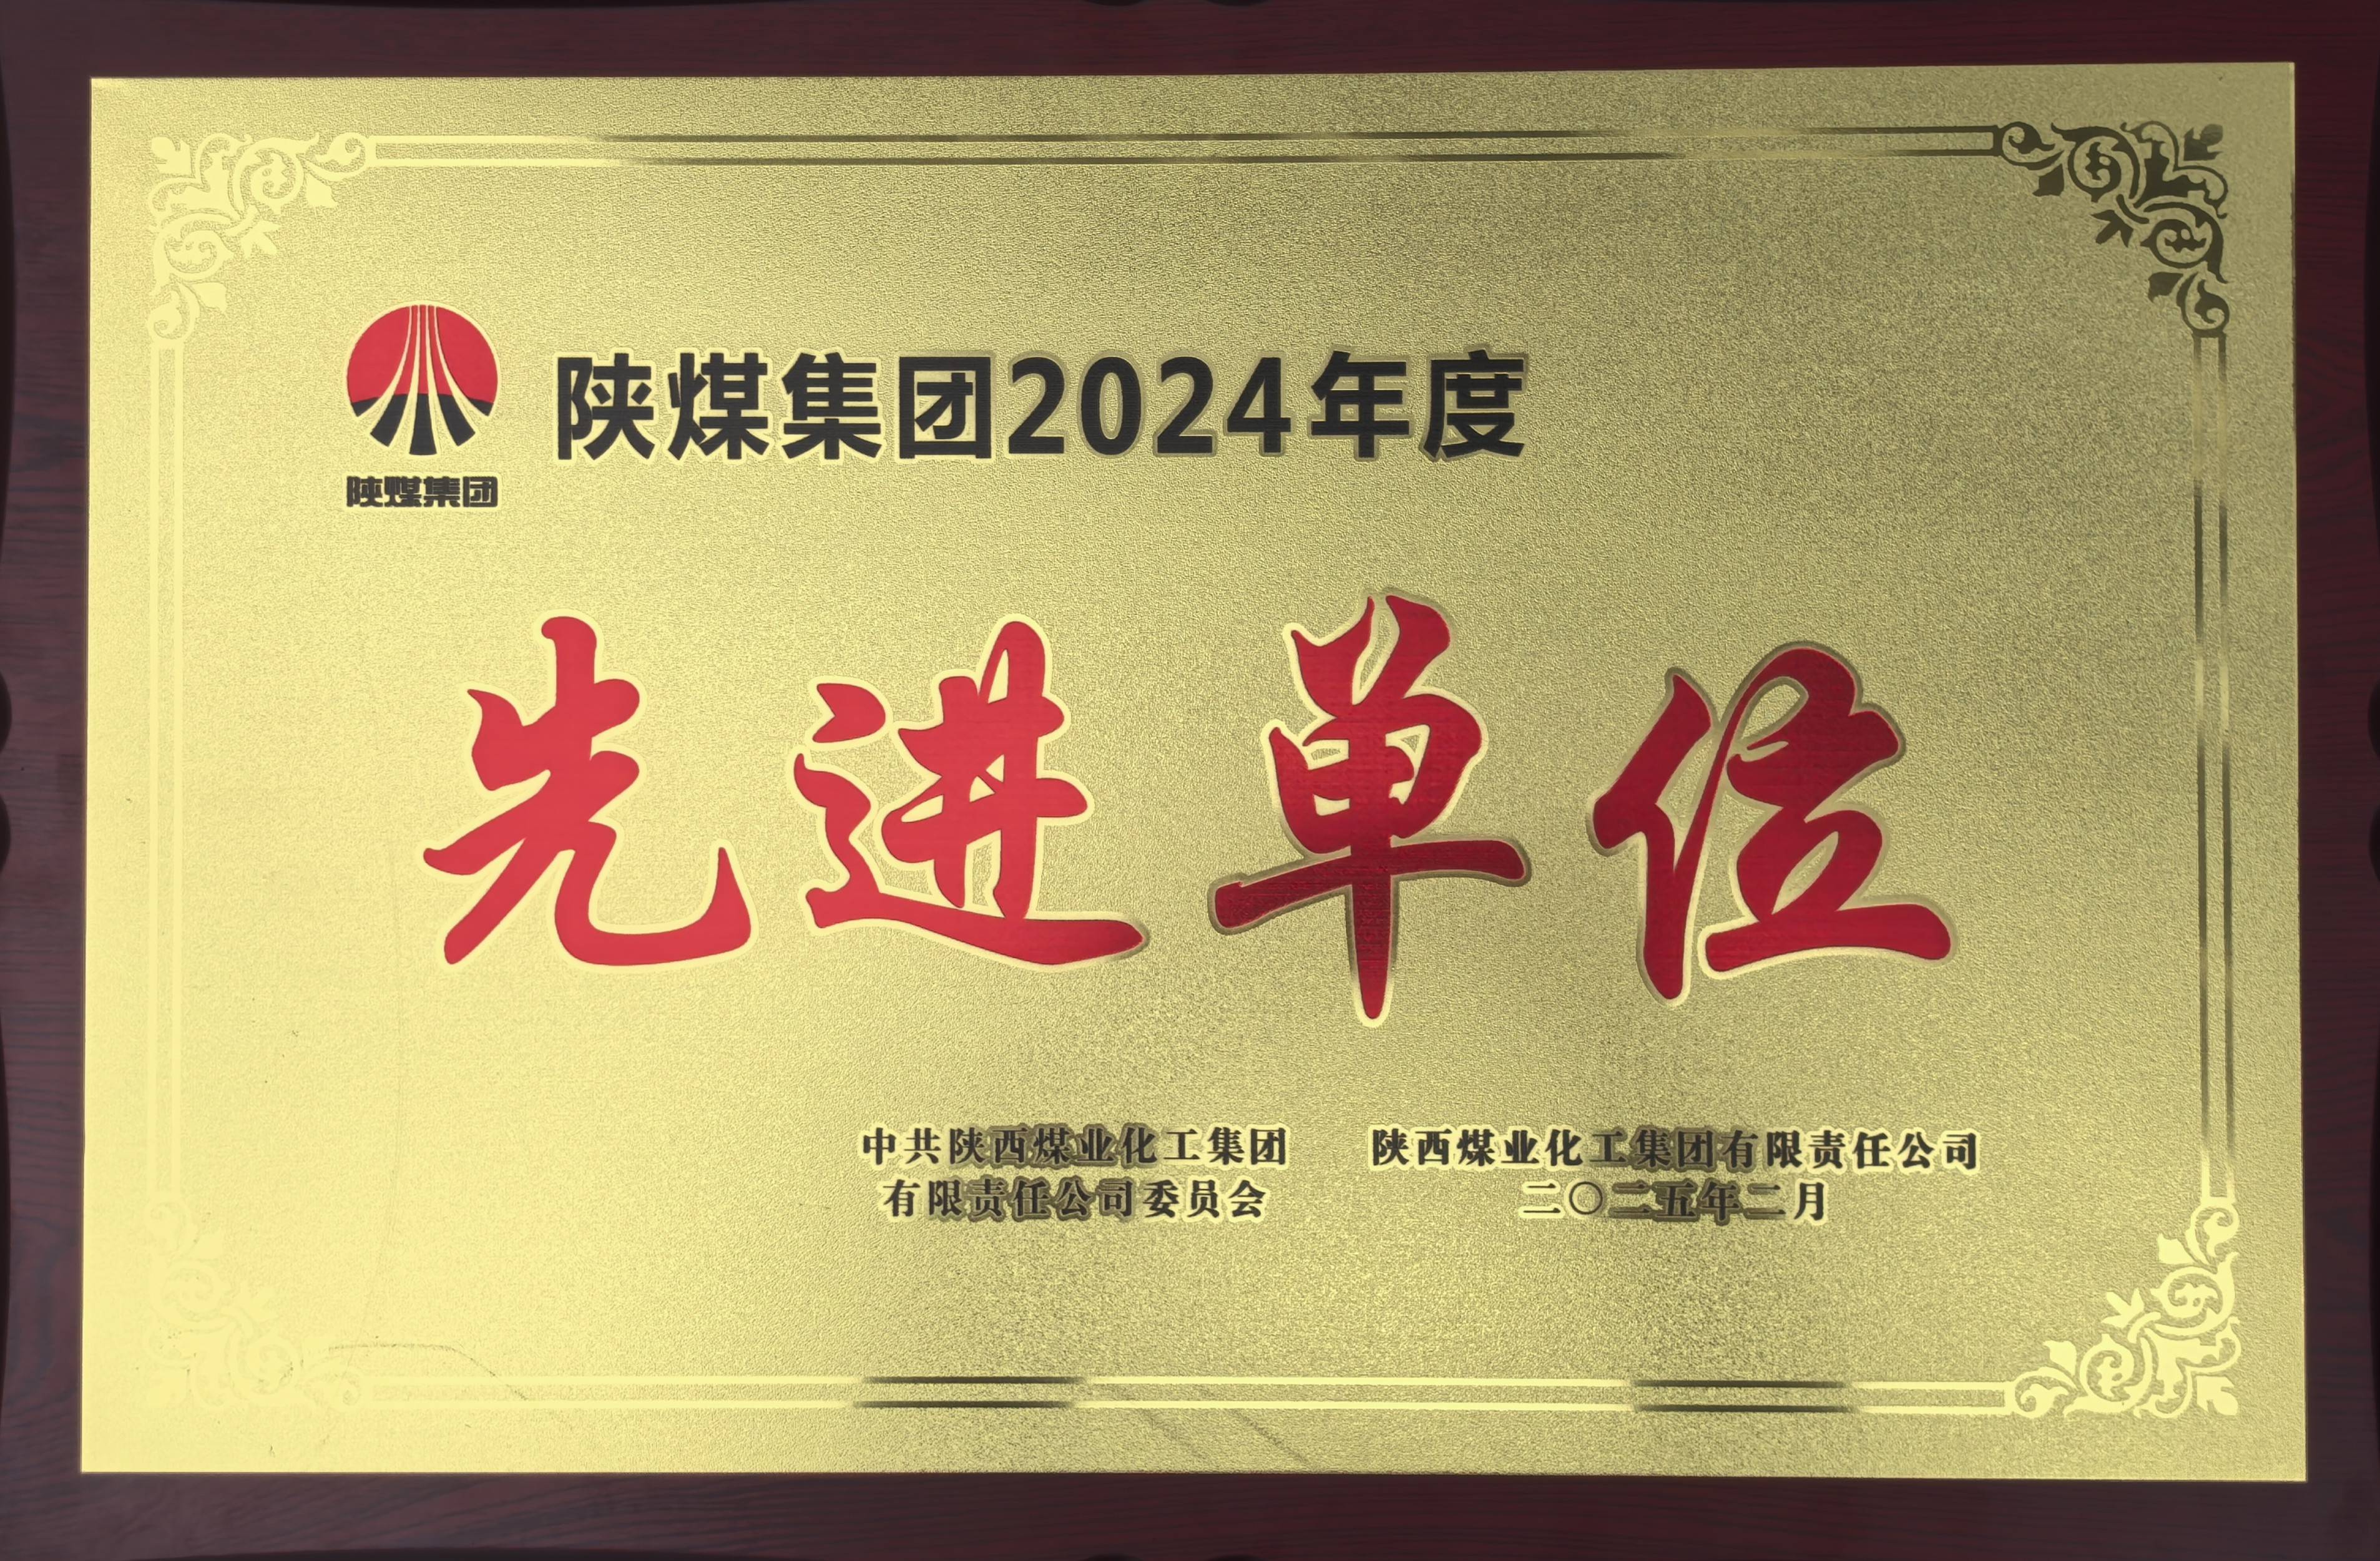 陕煤集团
陕煤集团2024年度
先进单位
中共陕西煤业化工集团
有限责任公司委员会
陕西煤业化工集团有限责任公司
二〇二五年二月